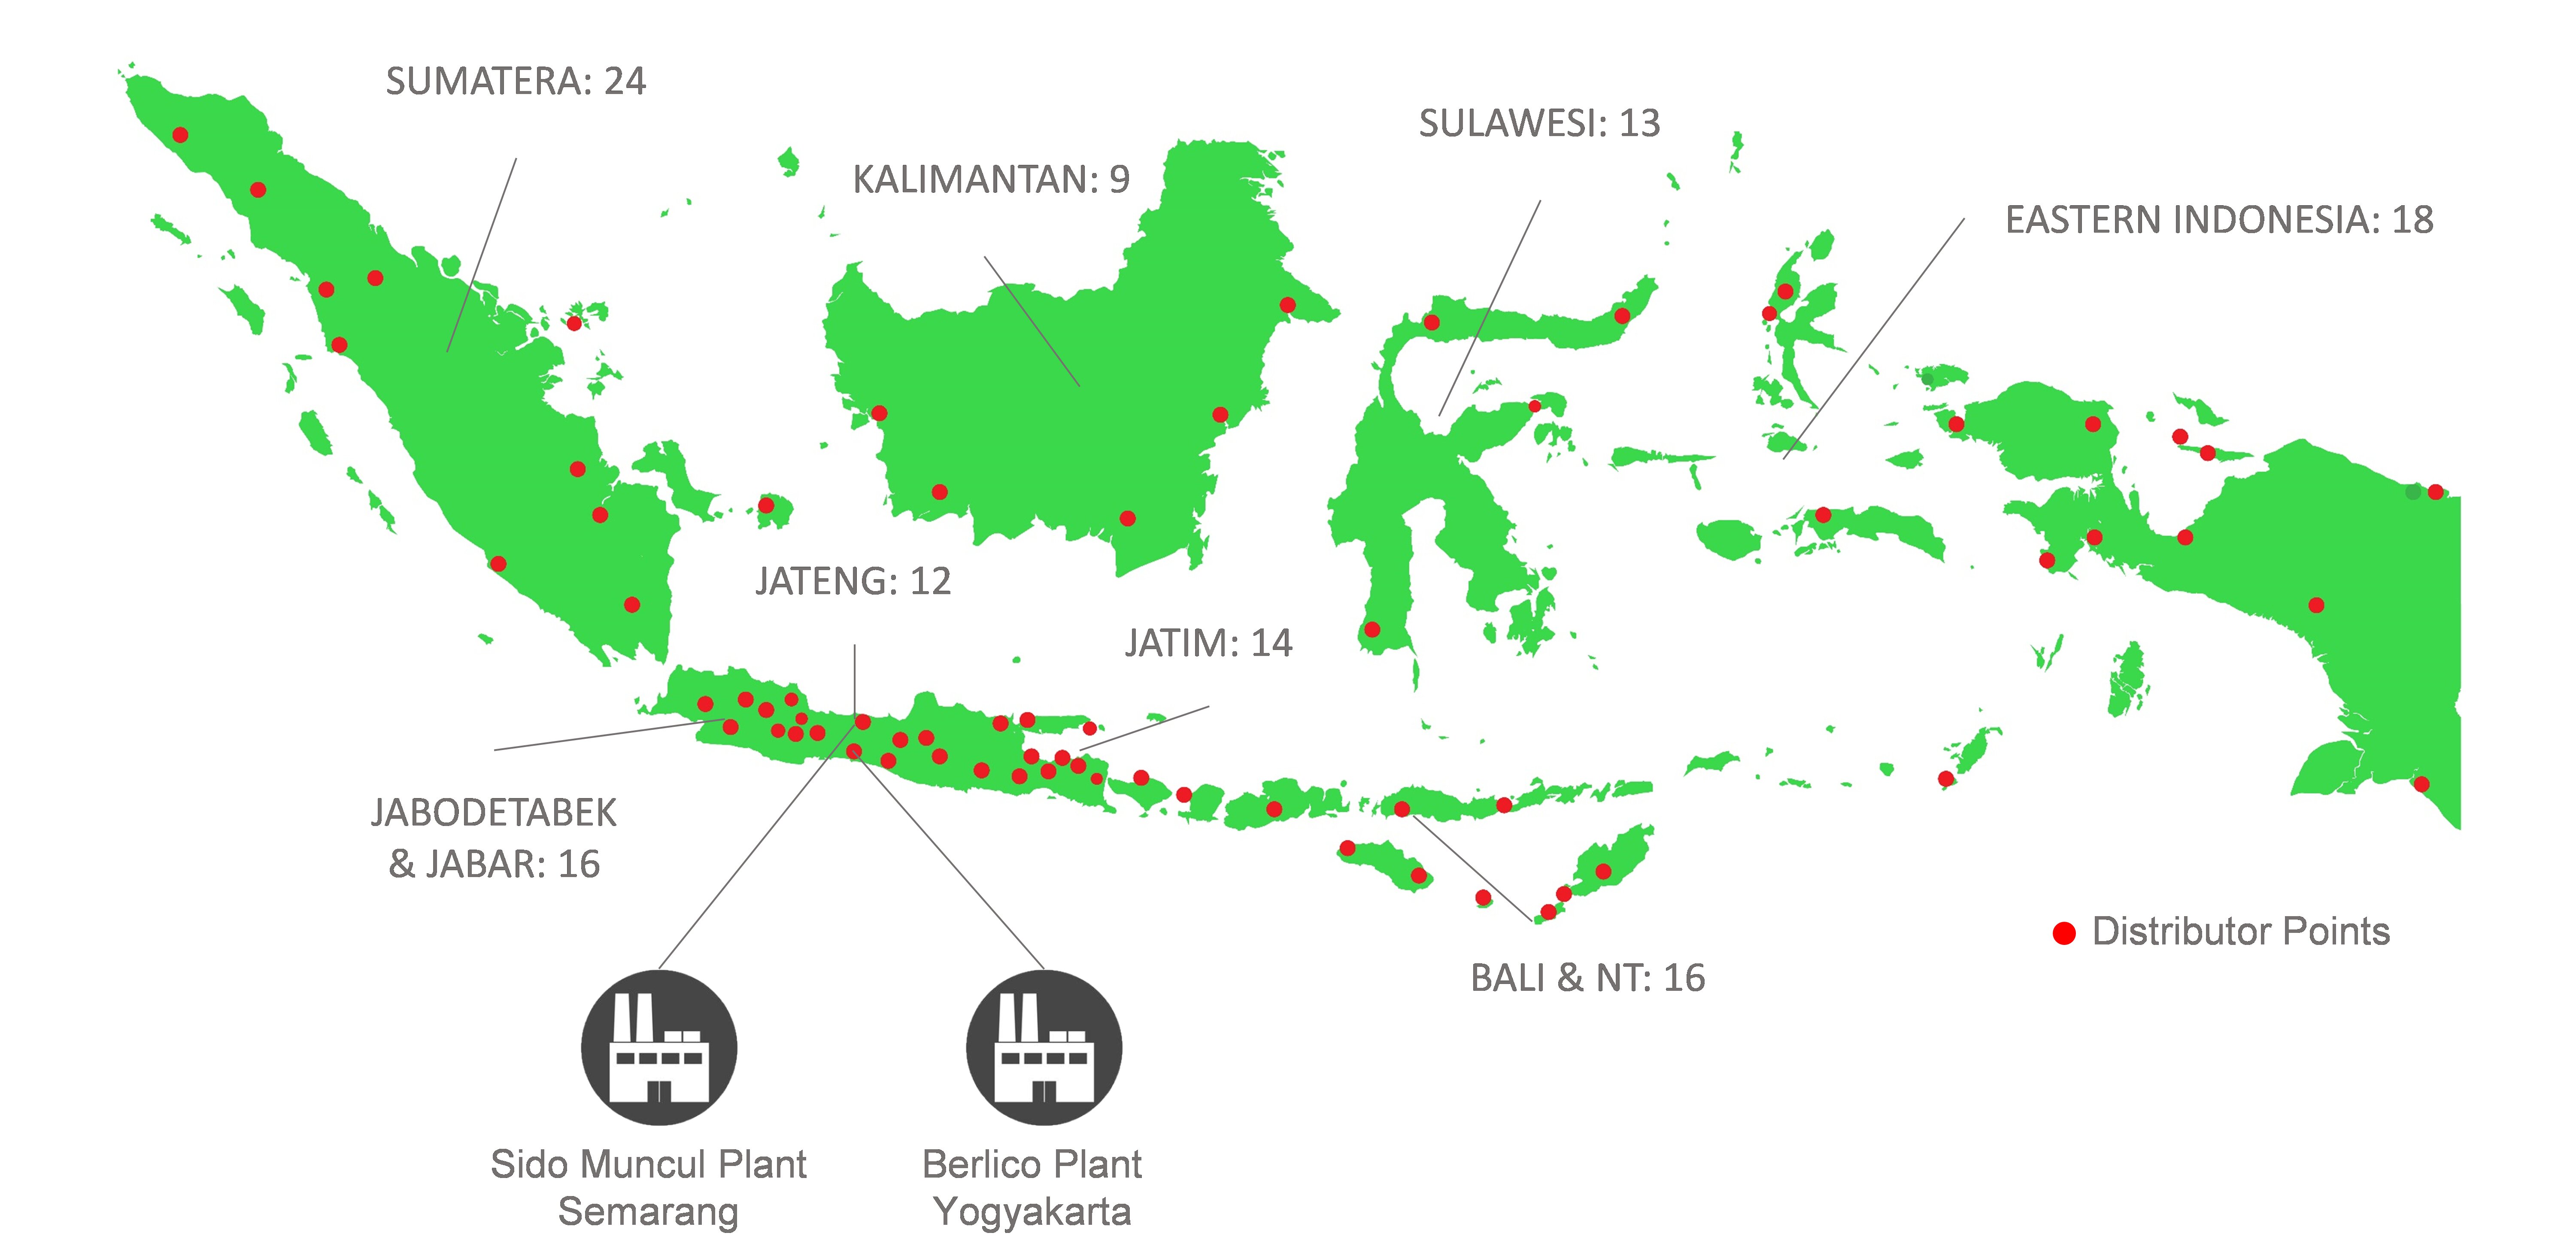 SUMATERA: 24
SULAWESI: 13
KALIMANTAN: 9
EASTERN INDONESIA: 18
JATENG: 12
JATIM: 14
JABODETABEK
& JABAR: 16
Distributor Points
BALI & NT: 16
Sido Muncul Plant
Semarang
Berlico Plant
Yogyakarta